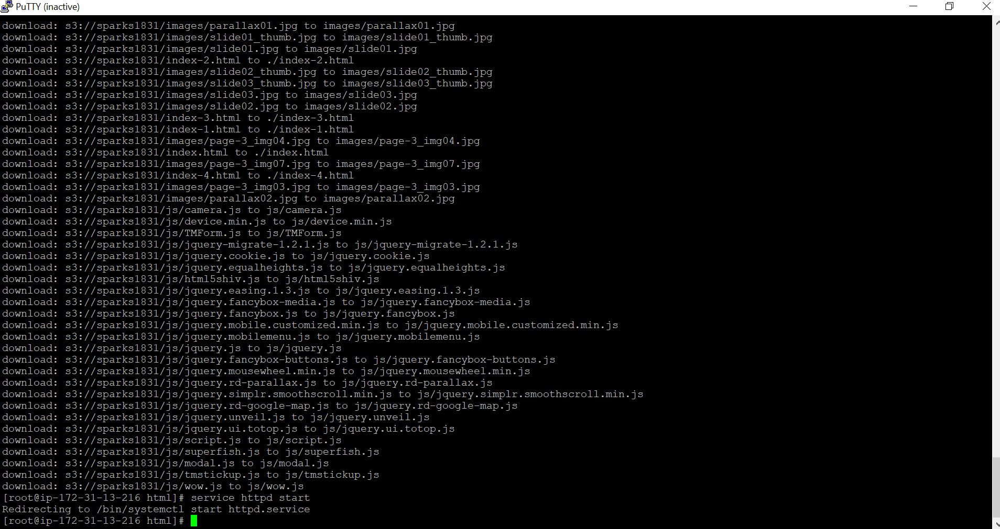 PuTTY (inactive)
download: s3://sparks1831/images/parallax01.jpg to images/parallax01.jpg
download: s3://sparks1831/images/slide01_thumb.jpg to images/slide01_thumb.jpg
download: s3://sparks1831/images/slide01.jpg to images/slide01.jpg
download: s3://sparks1831/index-2.html to ./index-2.html
download: s3://sparks1831/images/slide02_thumb.jpg to images/slide02_thumb.jpg
download: s3://sparks1831/images/slide03_thumb.jpg to images/slide03_thumb.jpg
download: s3://sparks1831/images/slide03.jpg to images/slide03.jpg
download: s3://sparks1831/images/slide02.jpg to images/slide02.jpg
download: s3://sparks1831/index-3.html to ./index-3.html
download: s3://sparks1831/index-1.html to ./index-1.html
download: s3://sparks1831/images/page-3_img04.jpg to images/page-3_img04.jpg
download: s3://sparks1831/index.html to ./index.html
download: s3://sparks1831/images/page-3_img07.jpg to images/page-3_img07.jpg
download: s3://sparks1831/index-4.html to ./index-4.html
download: s3://sparks1831/images/page-3_img03.jpg to images/page-3_img03.jpg
download: s3://sparks1831/images/parallax02.jpg to images/parallax02.jpg
download: s3://sparks1831/js/camera.js to js/camera.js
download: s3://sparks1831/js/device.min.js to js/device.min.js
download: s3://sparks1831/js/TMForm.js to js/TMForm.js
download: s3://sparks1831/js/jquery-migrate-1.2.1.js to js/jquery-migrate-1.2.1.js
download: s3://sparks1831/js/jquery.cookie.js to js/jquery.cookie.js
download: s3://sparks1831/js/jquery.equalheights.js to js/jquery.equalheights.js
download: s3://sparks1831/js/html5shiv.js to js/html5shiv.js
download: s3://sparks1831/js/jquery.easing.1.3.js to js/jquery.easing.1.3.js
download: s3://sparks1831/js/jquery.fancybox-media.js to js/jquery.fancybox-media.js
download: s3://sparks1831/js/jquery.fancybox.js to js/jquery.fancybox.js
download: s3://sparks1831/js/jquery.mobile.customized.min.js to js/jquery.mobile.customized.min.js
download: s3://sparks1831/js/jquery.mobilemenu.js to js/jquery.mobilemenu.js
download: s3://sparks1831/js/jquery.js to js/jquery.js
download: s3://sparks1831/js/jquery.fancybox-buttons.js to js/jquery.fancybox-buttons.js
download: s3://sparks1831/js/jquery.mousewheel.min.js to js/jquery.mousewheel.min.js
download: s3://sparks1831/js/jquery.rd-parallax.js to js/jquery.rd-parallax.js
download: s3://sparks1831/js/jquery.simplr.smoothscroll.min.js to js/jquery.simplr.smoothscroll.min.js
download: s3://sparks1831/js/jquery.rd-google-map.js to js/jquery.rd-google-map.js
download: s3://sparks1831/js/jquery.unveil.js to js/jquery.unveil.js
download: s3://sparks1831/js/jquery.ui.totop.js to js/jquery.ui.totop.js
download: s3://sparks1831/js/script.js to js/script.js
download: s3://sparks1831/js/superfish.js to js/superfish.js
download: s3://sparks1831/js/modal.js to js/modal.js
download: s3://sparks1831/js/tmstickup.js to js/tmstickup.js
download: s3://sparks1831/js/wow.js to js/wow.js
[root@ip-172-31-13-216 html]# service httpd start
Redirecting to /bin/systemctl start httpd.service
[root@ip-172-31-13-216 html]#